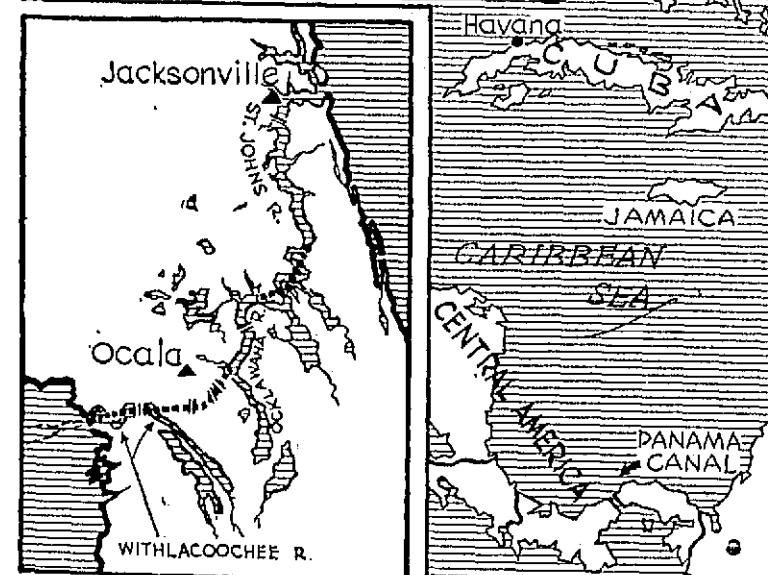 Jacksonville
ST. JOHNS R.
Ocala
OCKLAWAHA R.
WITHLACOOCHEE R.
Havana
CUBA
JAMAICA
CARIBBEAN
SEA
CENTRAL AMERICA
PANAMA
CANAL